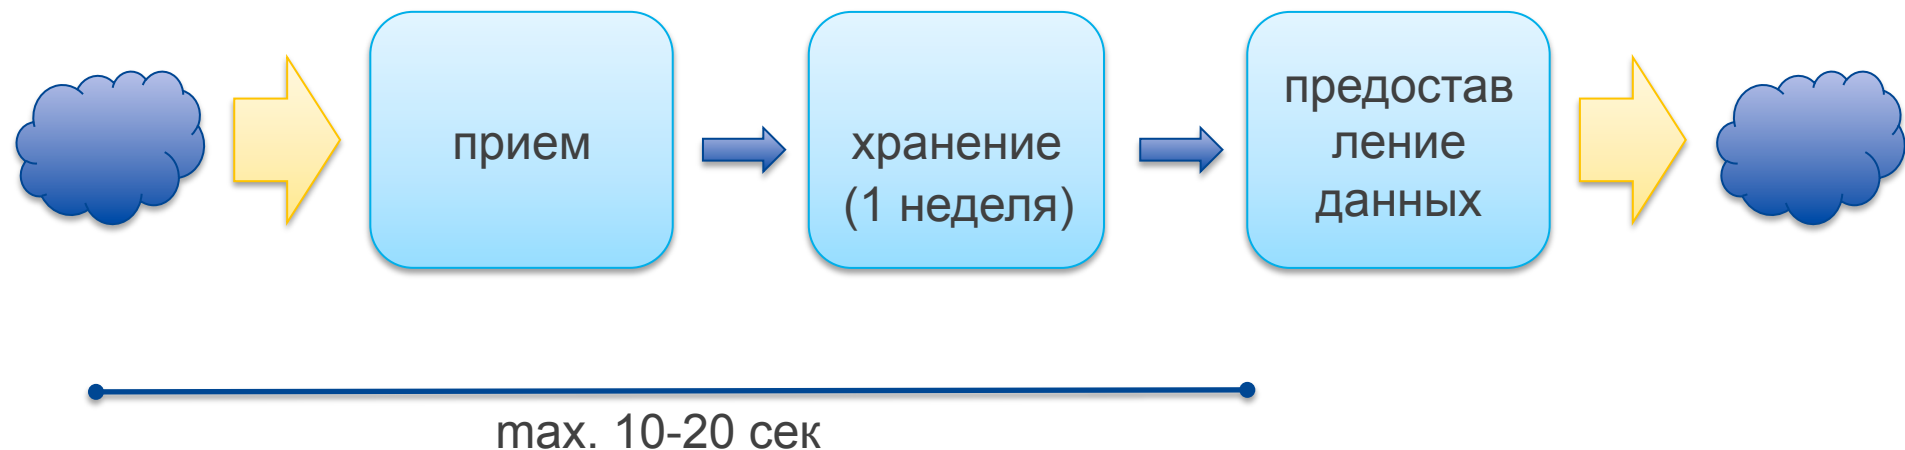 прием
хранение
(1 неделя)
предостав
ление
данных
max. 10-20 сек